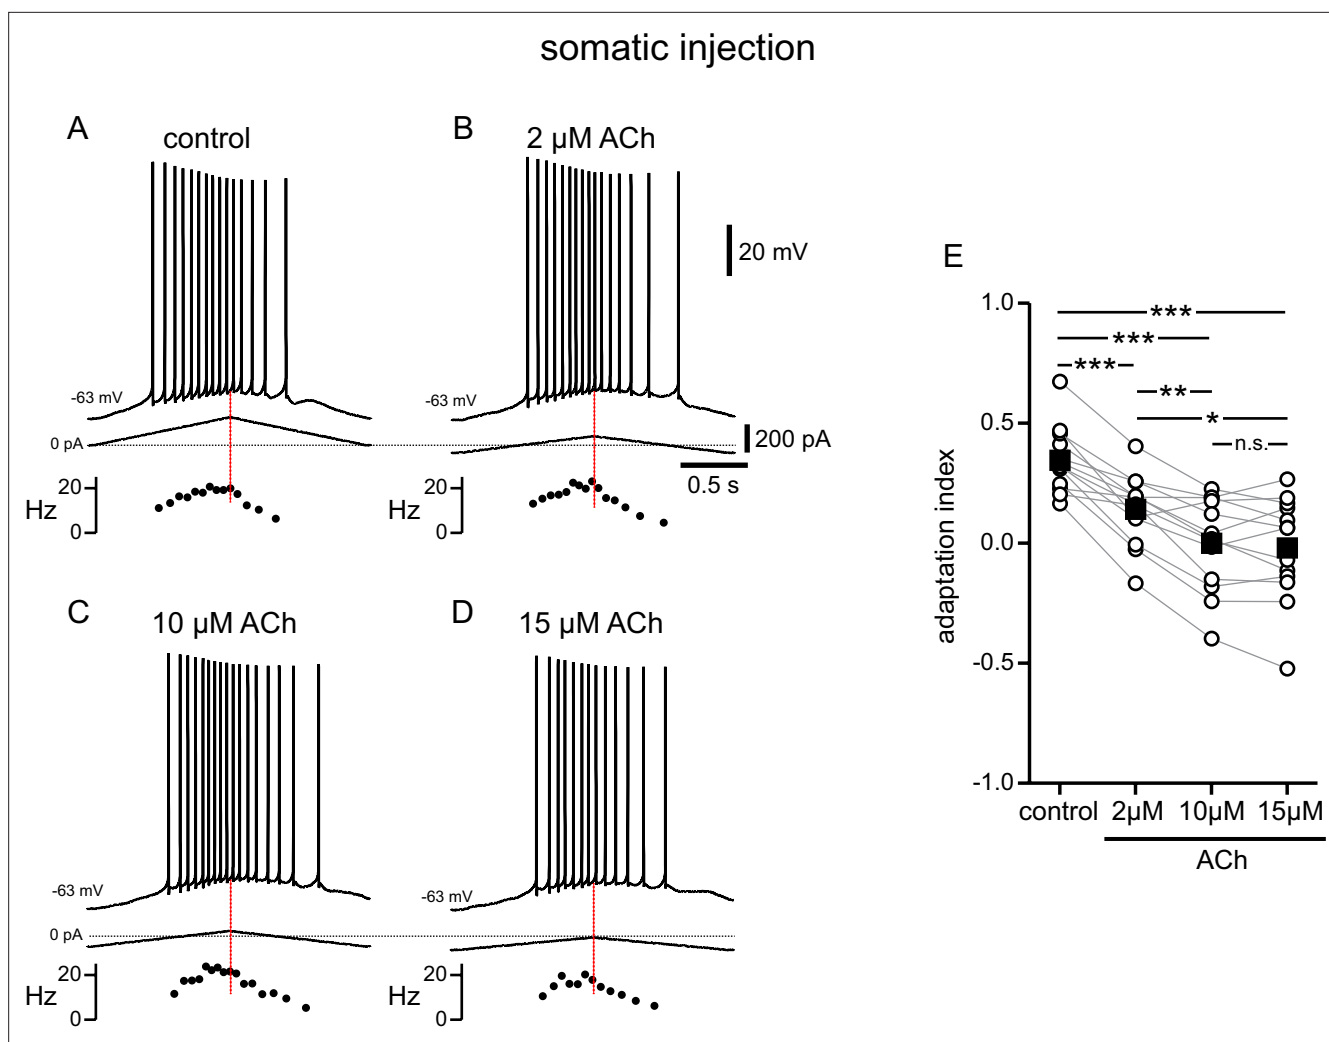 somatic injection
A
control
-63 mV
0 pA
20
Hz
0
B
2 µM ACh
20 mV
-63 mV
200 pA
0.5 s
20
Hz
0
C
10 µM ACh
-63 mV
0 pA
20
Hz
0
D
15 µM ACh
-63 mV
20
Hz
0
E
1.0
0.5
0.0
-0.5
-1.0
adaptation index
***
***
***
**
*
n.s.
control 2µM 10µM 15µM
ACh